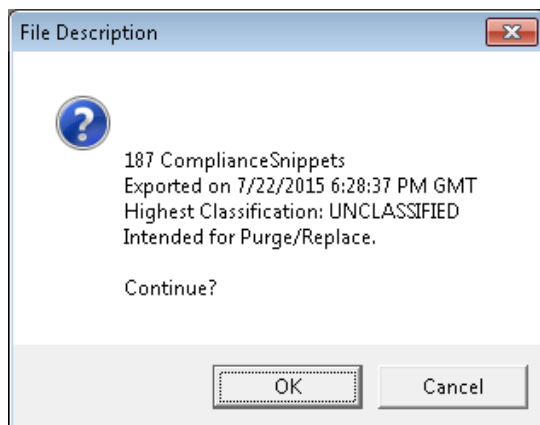 File Description
187 ComplianceSnippets
Exported on 7/22/2015 6:28:37 PM GMT
Highest Classification: UNCLASSIFIED
Intended for Purge/Replace.
Continue?
OK
Cancel